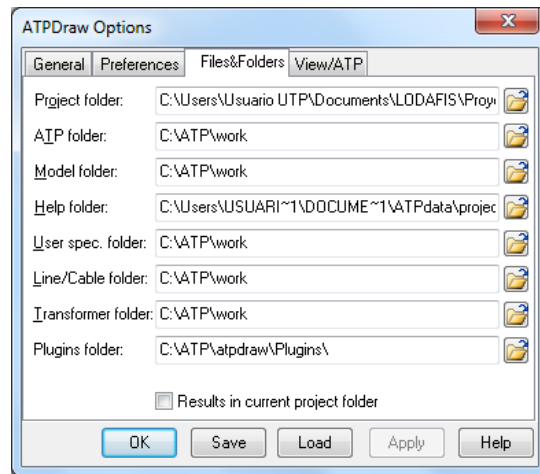 ATPDraw Options
General Preferences Files&Folders View/ATP
Project folder: C:\Users\Usuario UTP\Documents\LODAFIS\Proy
ATP folder: C:\ATP\work
Model folder: C:\ATP\work
Help folder: C:\Users\USUARI~1\DOCUME~1\ATPdata\projec
User spec. folder: C:\ATP\work
Line/Cable folder: C:\ATP\work
Transformer folder: C:\ATP\work
Plugins folder: C:\ATP\atpdraw\Plugins\
Results in current project folder
OK Save Load Apply Help